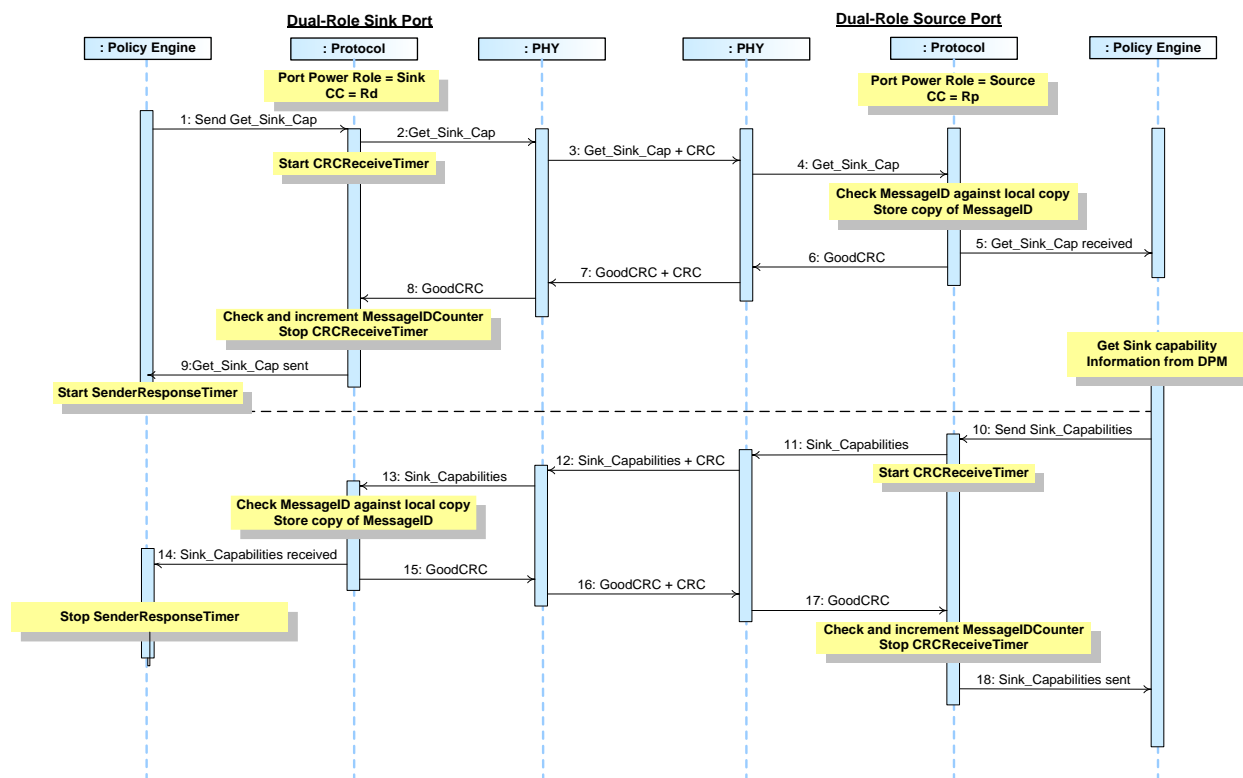 Dual-Role Sink Port
Dual-Role Source Port
: Policy Engine
: Protocol
: PHY
: PHY
: Protocol
: Policy Engine
Port Power Role = Sink
CC = Rd
Port Power Role = Source
CC = Rp
1: Send Get_Sink_Cap
2:Get_Sink_Cap
Start CRCReceiveTimer
3: Get_Sink_Cap + CRC
4: Get_Sink_Cap
Check MessageID against local copy
Store copy of MessageID
5: Get_Sink_Cap received
6: GoodCRC
7: GoodCRC + CRC
8: GoodCRC
Check and increment MessageIDCounter
Stop CRCReceiveTimer
Get Sink capability
Information from DPM
9:Get_Sink_Cap sent
Start SenderResponseTimer
10: Send Sink_Capabilities
11: Sink_Capabilities
Start CRCReceiveTimer
12: Sink_Capabilities + CRC
13: Sink_Capabilities
Check MessageID against local copy
Store copy of MessageID
14: Sink_Capabilities received
15: GoodCRC
16: GoodCRC + CRC
17: GoodCRC
Stop SenderResponseTimer
Check and increment MessageIDCounter
Stop CRCReceiveTimer
18: Sink_Capabilities sent